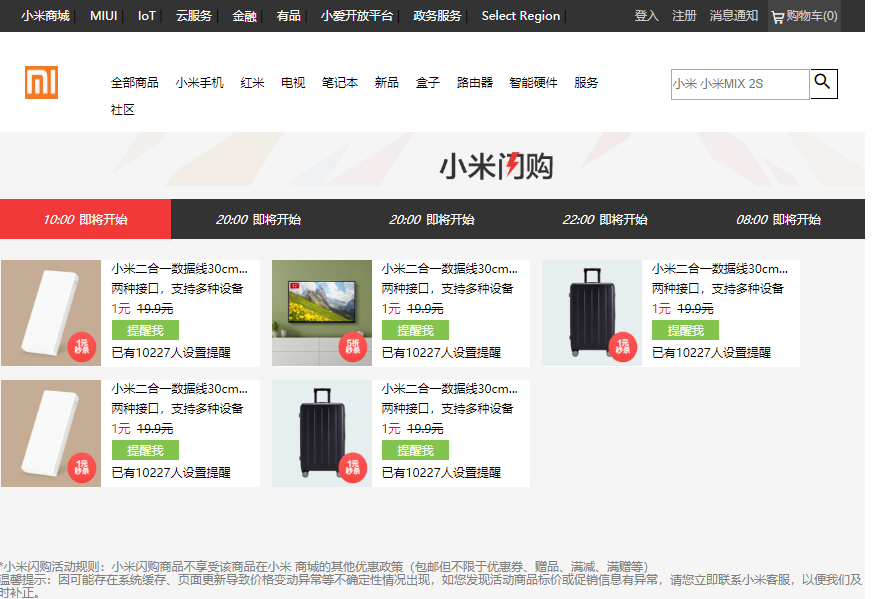 小米商城 | MIUI | IoT | 云服务 | 金融 | 有品 | 小爱开放平台 | 政务服务 | Select Region |
登入 注册 消息通知 购物车(0)
全部商品 小米手机 红米 电视 笔记本 新品 盒子 路由器 智能硬件 服务
社区
小米 小米MIX 2S
小米闪购
10:00 即将开始
20:00 即将开始
20:00 即将开始
22:00 即将开始
08:00 即将开始
1元
秒杀
小米二合一数据线30cm...
两种接口，支持多种设备
1元 19.9元
提醒我
已有10227人设置提醒
5折
秒杀
小米二合一数据线30cm...
两种接口，支持多种设备
1元 19.9元
提醒我
已有10227人设置提醒
1元
秒杀
小米二合一数据线30cm...
两种接口，支持多种设备
1元 19.9元
提醒我
已有10227人设置提醒
1元
秒杀
小米二合一数据线30cm...
两种接口，支持多种设备
1元 19.9元
提醒我
已有10227人设置提醒
1元
秒杀
小米二合一数据线30cm...
两种接口，支持多种设备
1元 19.9元
提醒我
已有10227人设置提醒
*小米闪购活动规则：小米闪购商品不享受该商品在小米 商城的其他优惠政策（包邮但不限于优惠券、赠品、满减、满赠等）
温馨提示：因可能存在系统缓存、页面更新导致价格变动异常等不确定性情况出现，如您发现活动商品标价或促销信息有异常，请您立即联系小米客服，以便我们及
时补正。